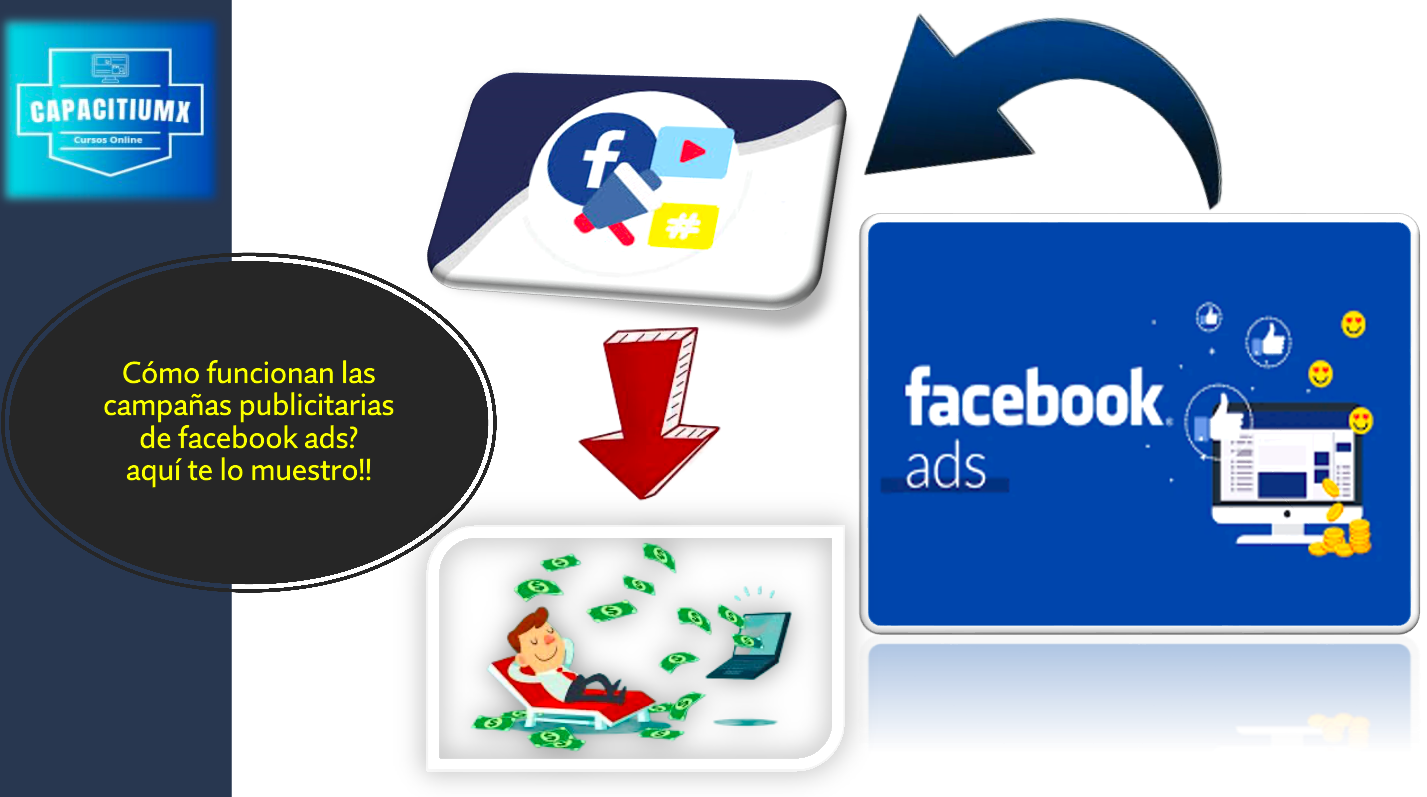 CAPACITIUMX
Cursos Online
Cómo funcionan las
campañas publicitarias
de facebook ads?
aquí te lo muestro!!
f
#
facebook
ads